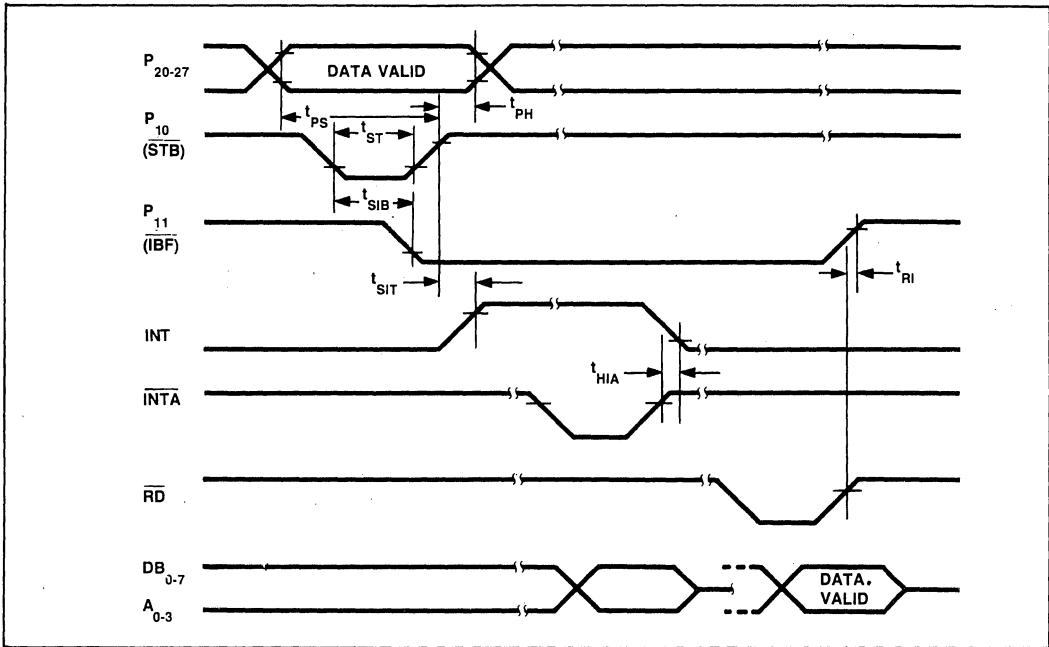 P20-27
DATA VALID
tPS
tPH
P10
(STB)
tST
tSIB
P11
(IBF)
tSIT
tRI
INT
tHIA
INTA
RD
DB0-7
DATA.
VALID
A0-3